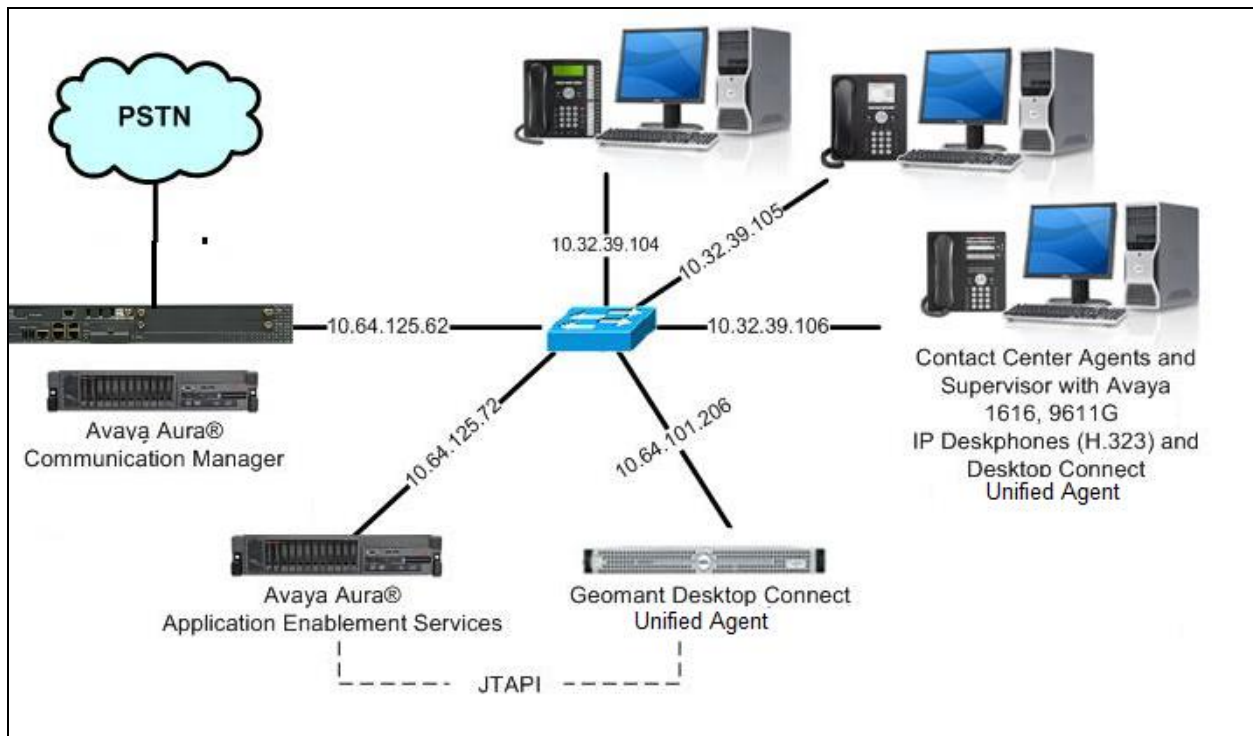 PSTN
10.32.39.104
10.32.39.105
10.64.125.62
10.32.39.106
Contact Center Agents and
Supervisor with Avaya
1616, 9611G
IP Deskphones (H.323) and
Desktop Connect
Unified Agent
Avaya Aura®
Communication Manager
10.64.125.72
10.64.101.206
Avaya Aura®
Application Enablement Services
Geomant Desktop Connect
Unified Agent
JTAPI